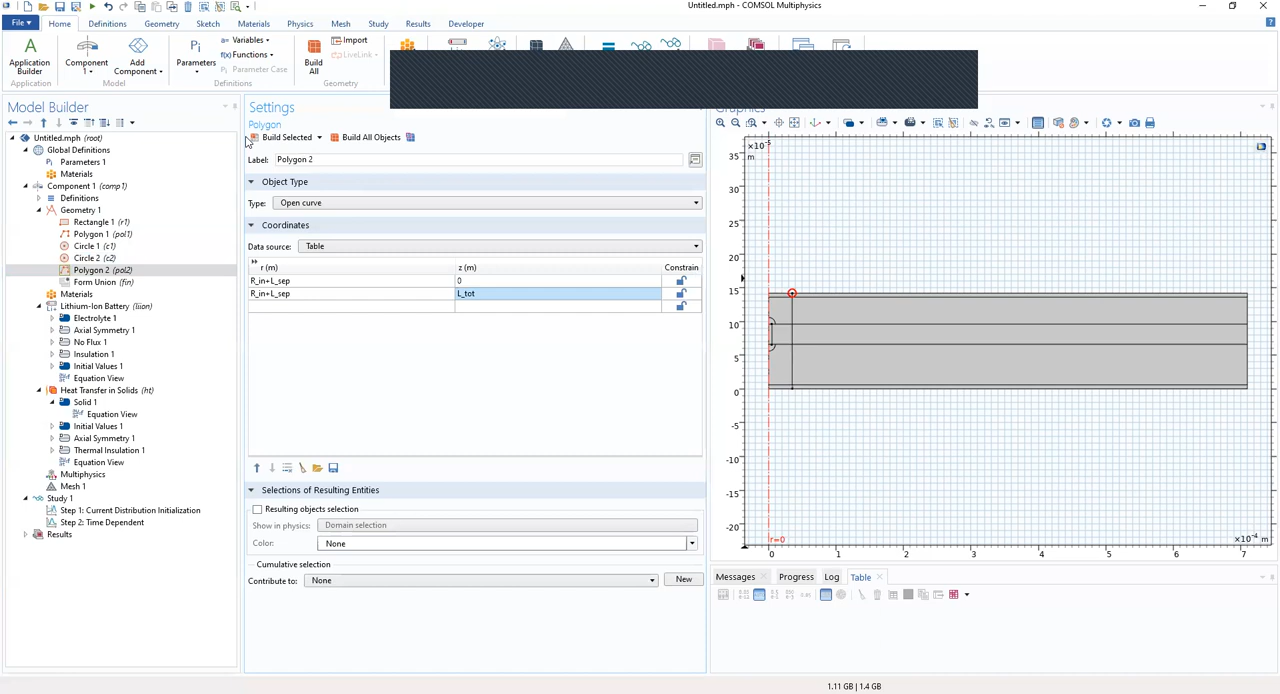 Untitled.mph - COMSOL Multiphysics
File Home Definitions Geometry Sketch Materials Physics Mesh Study Results Developer
A Pi a= Variables Import
Component Add f(x) Functions LiveLink
Application Builder Component 1 Component Parameters Parameter Case Build All
Application Model Definitions Geometry
Model Builder
Untitled.mph (root)
Global Definitions
Pi Parameters 1
Materials
Component 1 (comp1)
Definitions
Geometry 1
Rectangle 1 (r1)
Polygon 1 (pol1)
Circle 1 (c1)
Circle 2 (c2)
Polygon 2 (pol2)
Form Union (fin)
Materials
Lithium-Ion Battery (liion)
Electrolyte 1
Axial Symmetry 1
No Flux 1
Insulation 1
Initial Values 1
Equation View
Heat Transfer in Solids (ht)
Solid 1
Equation View
Initial Values 1
Axial Symmetry 1
Thermal Insulation 1
Equation View
Multiphysics
Mesh 1
Study 1
Step 1: Current Distribution Initialization
Step 2: Time Dependent
Results
Settings
Polygon
Build Selected Build All Objects
Label: Polygon 2
Object Type
Type: Open curve
Coordinates
Data source: Table
r (m) z (m) Constrain
R_in+L_sep 0
R_in+L_sep L_tot
Selections of Resulting Entities
Resulting objects selection
Show in physics: Domain selection
Color: None
Cumulative selection
Contribute to: None New
×10⁻⁵
m
35
30
25
20
15
10
5
0
-5
-10
-15
-20
r=0
×10⁻⁴ m
0 1 2 3 4 5 6 7
Messages Progress Log Table
1.11 GB | 1.4 GB